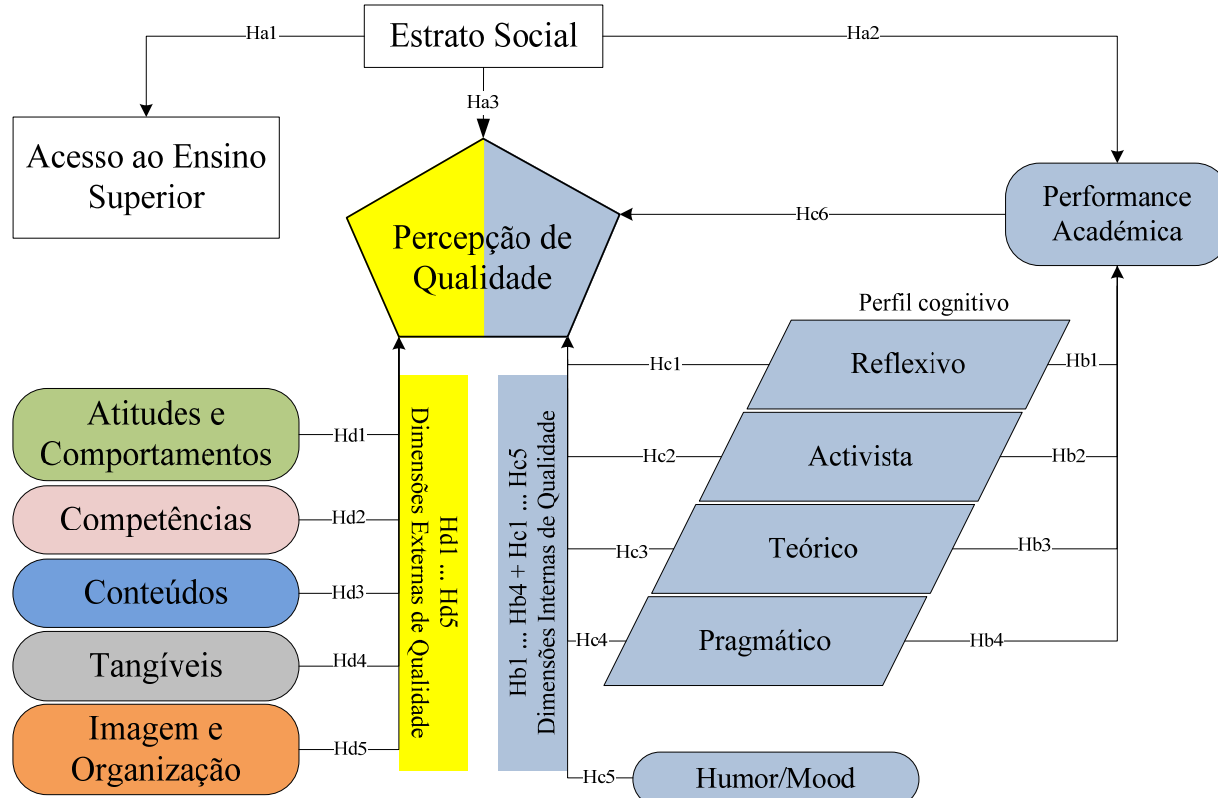 Ha1
Estrato Social
Ha2
Ha3
Acesso ao Ensino
Superior
Percepção de
Qualidade
Hc6
Performance
Académica
Perfil cognitivo
Hc1
Reflexivo
Hb1
Hc2
Activista
Hb2
Hc3
Teórico
Hb3
Hc4
Pragmático
Hb4
Hc5
Humor/Mood
Atitudes e
Comportamentos
Hd1
Competências
Hd2
Conteúdos
Hd3
Tangíveis
Hd4
Imagem e
Organização
Hd5
Hd1 ... Hd5
Dimensões Externas de Qualidade
Hb1 ... Hb4 + Hc1 ... Hc5
Dimensões Internas de Qualidade